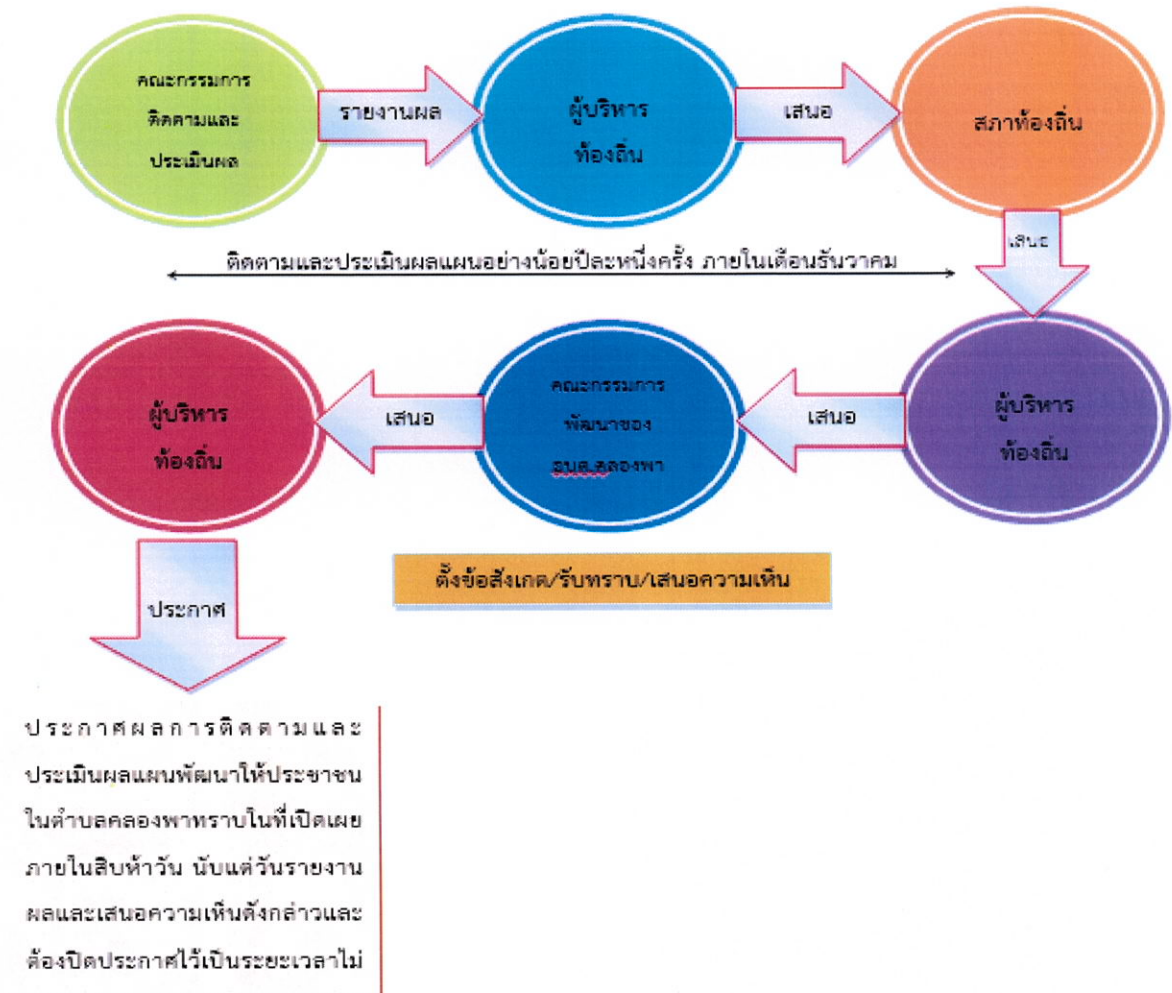 คณะกรรมการ
ติดตามและ
ประเมินผล
รายงานผล
ผู้บริหาร
ท้องถิ่น
เสนอ
สภาท้องถิ่น
เสนอ
ติดตามและประเมินผลแผนอย่างน้อยปีละหนึ่งครั้ง ภายในเดือนธันวาคม
ผู้บริหาร
ท้องถิ่น
เสนอ
คณะกรรมการ
พัฒนาของ
อบต.คลองพา
เสนอ
ผู้บริหาร
ท้องถิ่น
ตั้งข้อสังเกต/รับทราบ/เสนอความเห็น
ประกาศ
ประกาศผลการติดตามและ
ประเมินผลแผนพัฒนาให้ประชาชน
ในตำบลคลองพาทราบในที่เปิดเผย
ภายในสิบห้าวัน นับแต่วันรายงาน
ผลและเสนอความเห็นดังกล่าวและ
ต้องปิดประกาศไว้เป็นระยะเวลาไม่